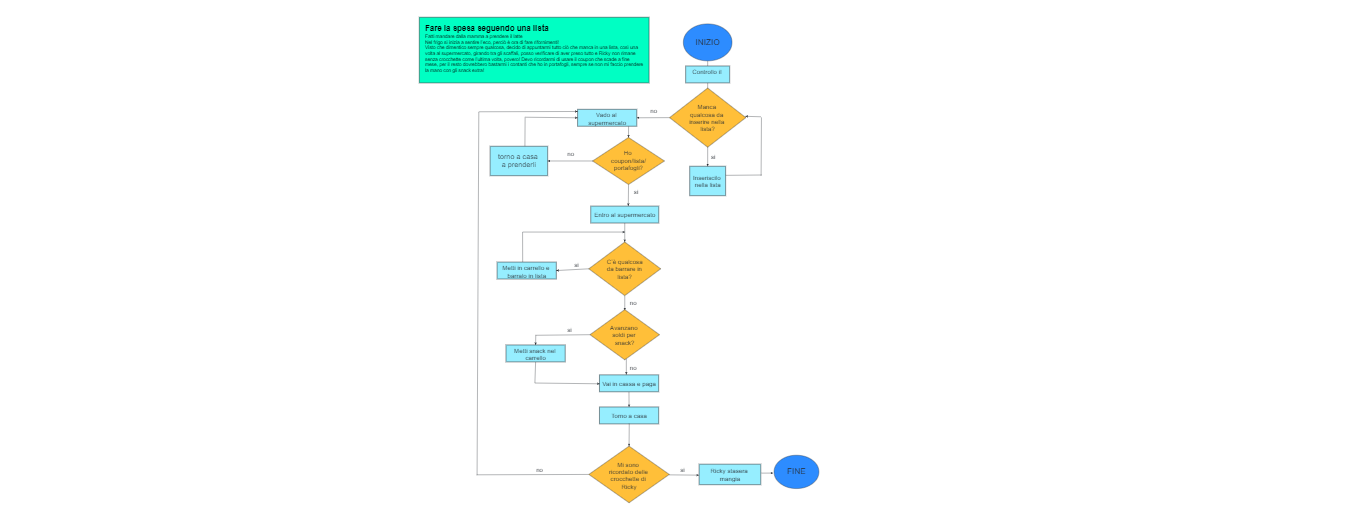 Fare la spesa seguendo una lista
Farsi mandare dalla mamma a prendere il latte
Nel frigo si inizia a sentire l'eco, perciò è ora di fare rifornimenti!
Visto che dimentico sempre qualcosa, decido di appuntarmi tutto ciò che manca in una lista, così una
volta al supermercato, girando tra gli scaffali, posso verificare di aver preso tutto e Ricky non rimane
senza crocchette come l'ultima volta, povero! Devo ricordarmi di usare il coupon che scade a fine
mese, per il resto dovrebbero bastarmi i contanti che ho in portafogli, sempre se non mi faccio prendere
la mano con gli snack extra!
INIZIO
Controllo il
Manca
qualcosa da
inserire nella
lista?
si
Inseriscilo
nella lista
no
Vado al
supermercato
Ho
coupon/lista/
portafogli?
no
torno a casa
a prenderli
si
Entro al supermercato
C'è qualcosa
da barrare in
lista?
si
Metti in carrello e
barralo in lista
no
Avanzano
soldi per
snack?
si
Metti snack nel
carrello
no
Vai in cassa e paga
Torno a casa
Mi sono
ricordato delle
crocchette di
Ricky
no
si
Ricky stasera
mangia
FINE